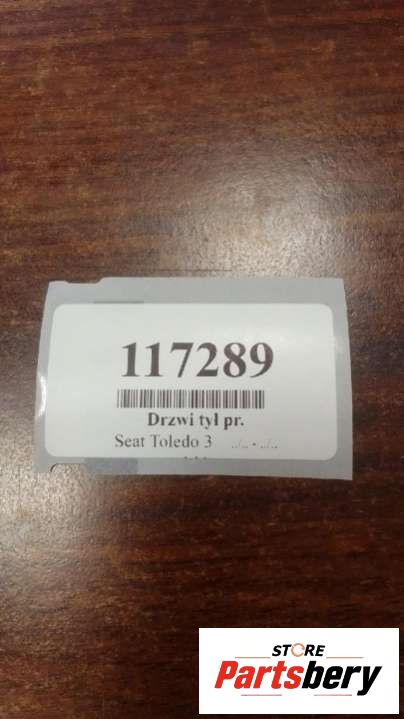 117289
Drzwi tył pr.
Seat Toledo 3 ../.. - ../..
STORE
Partsbery